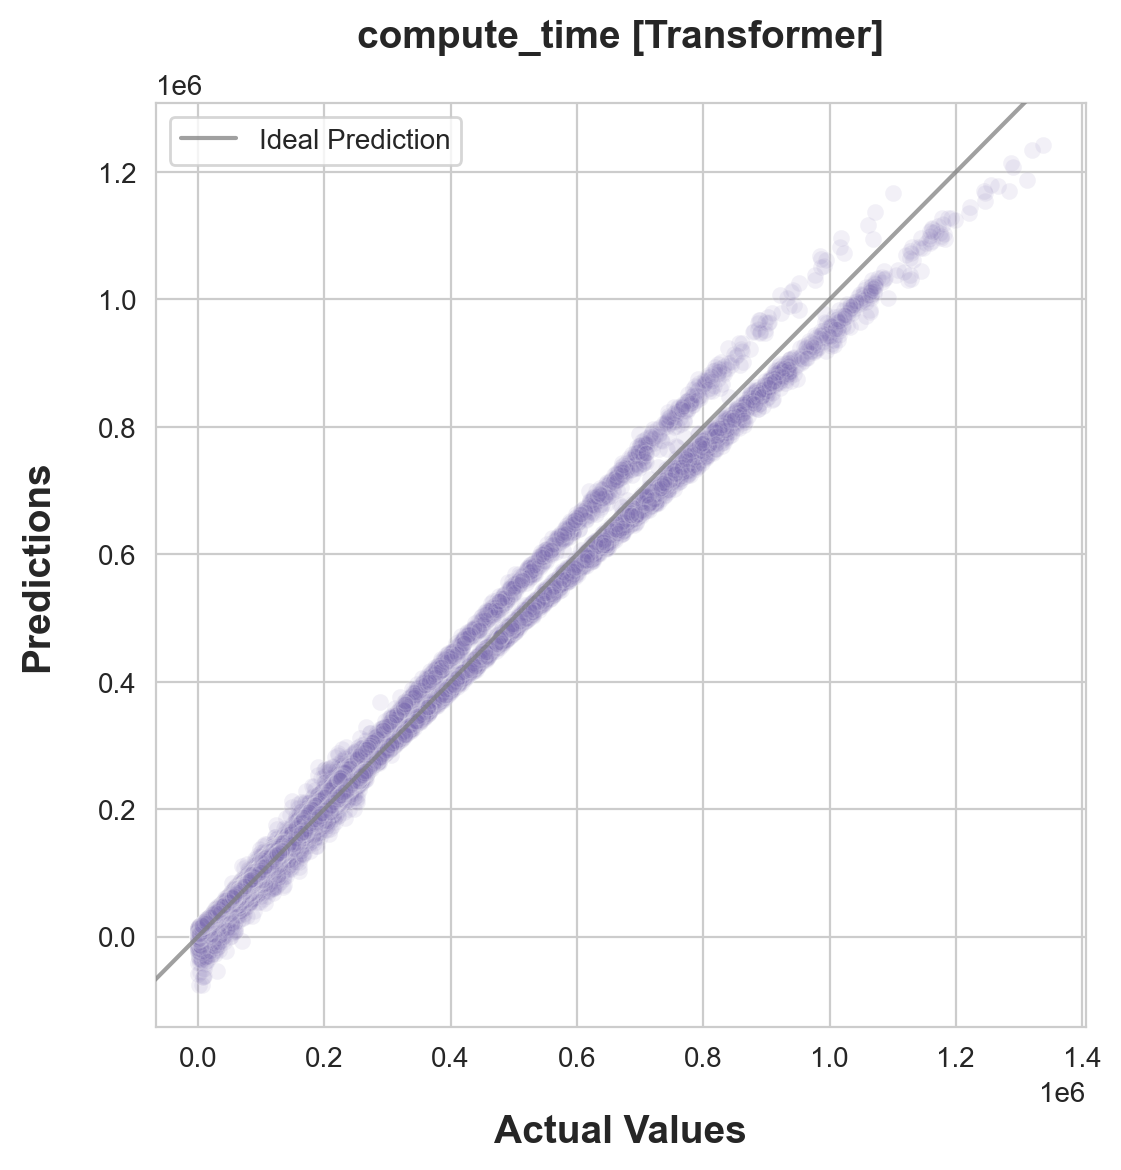 compute_time [Transformer]
1e6
Ideal Prediction
1.2
1.0
0.8
0.6
0.4
0.2
0.0
Predictions
0.0 0.2 0.4 0.6 0.8 1.0 1.2 1.4
1e6
Actual Values